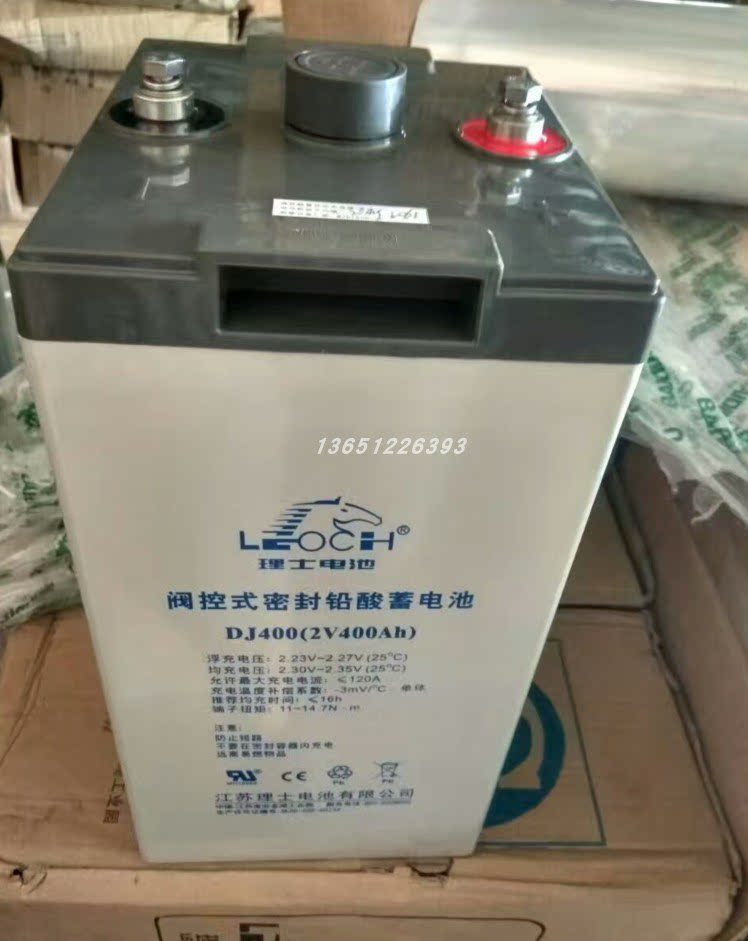 13651226393
LEOCH®
理士电池
阀控式密封铅酸蓄电池
DJ400(2V400Ah)
浮充电压: 2.23V~2.27V(25℃)
均充电压: 2.30V~2.35V(25℃)
允许最大充电电流: ≤120A
充电温度补偿系数: -3mV/℃·单体
推荐均充时间: ≤16h
端子扭矩: 11~14.7N·m
注意:
防止短路
不要在密封容器内充电
远离易燃物品
CE
Pb
Pb
江苏理士电池有限公司